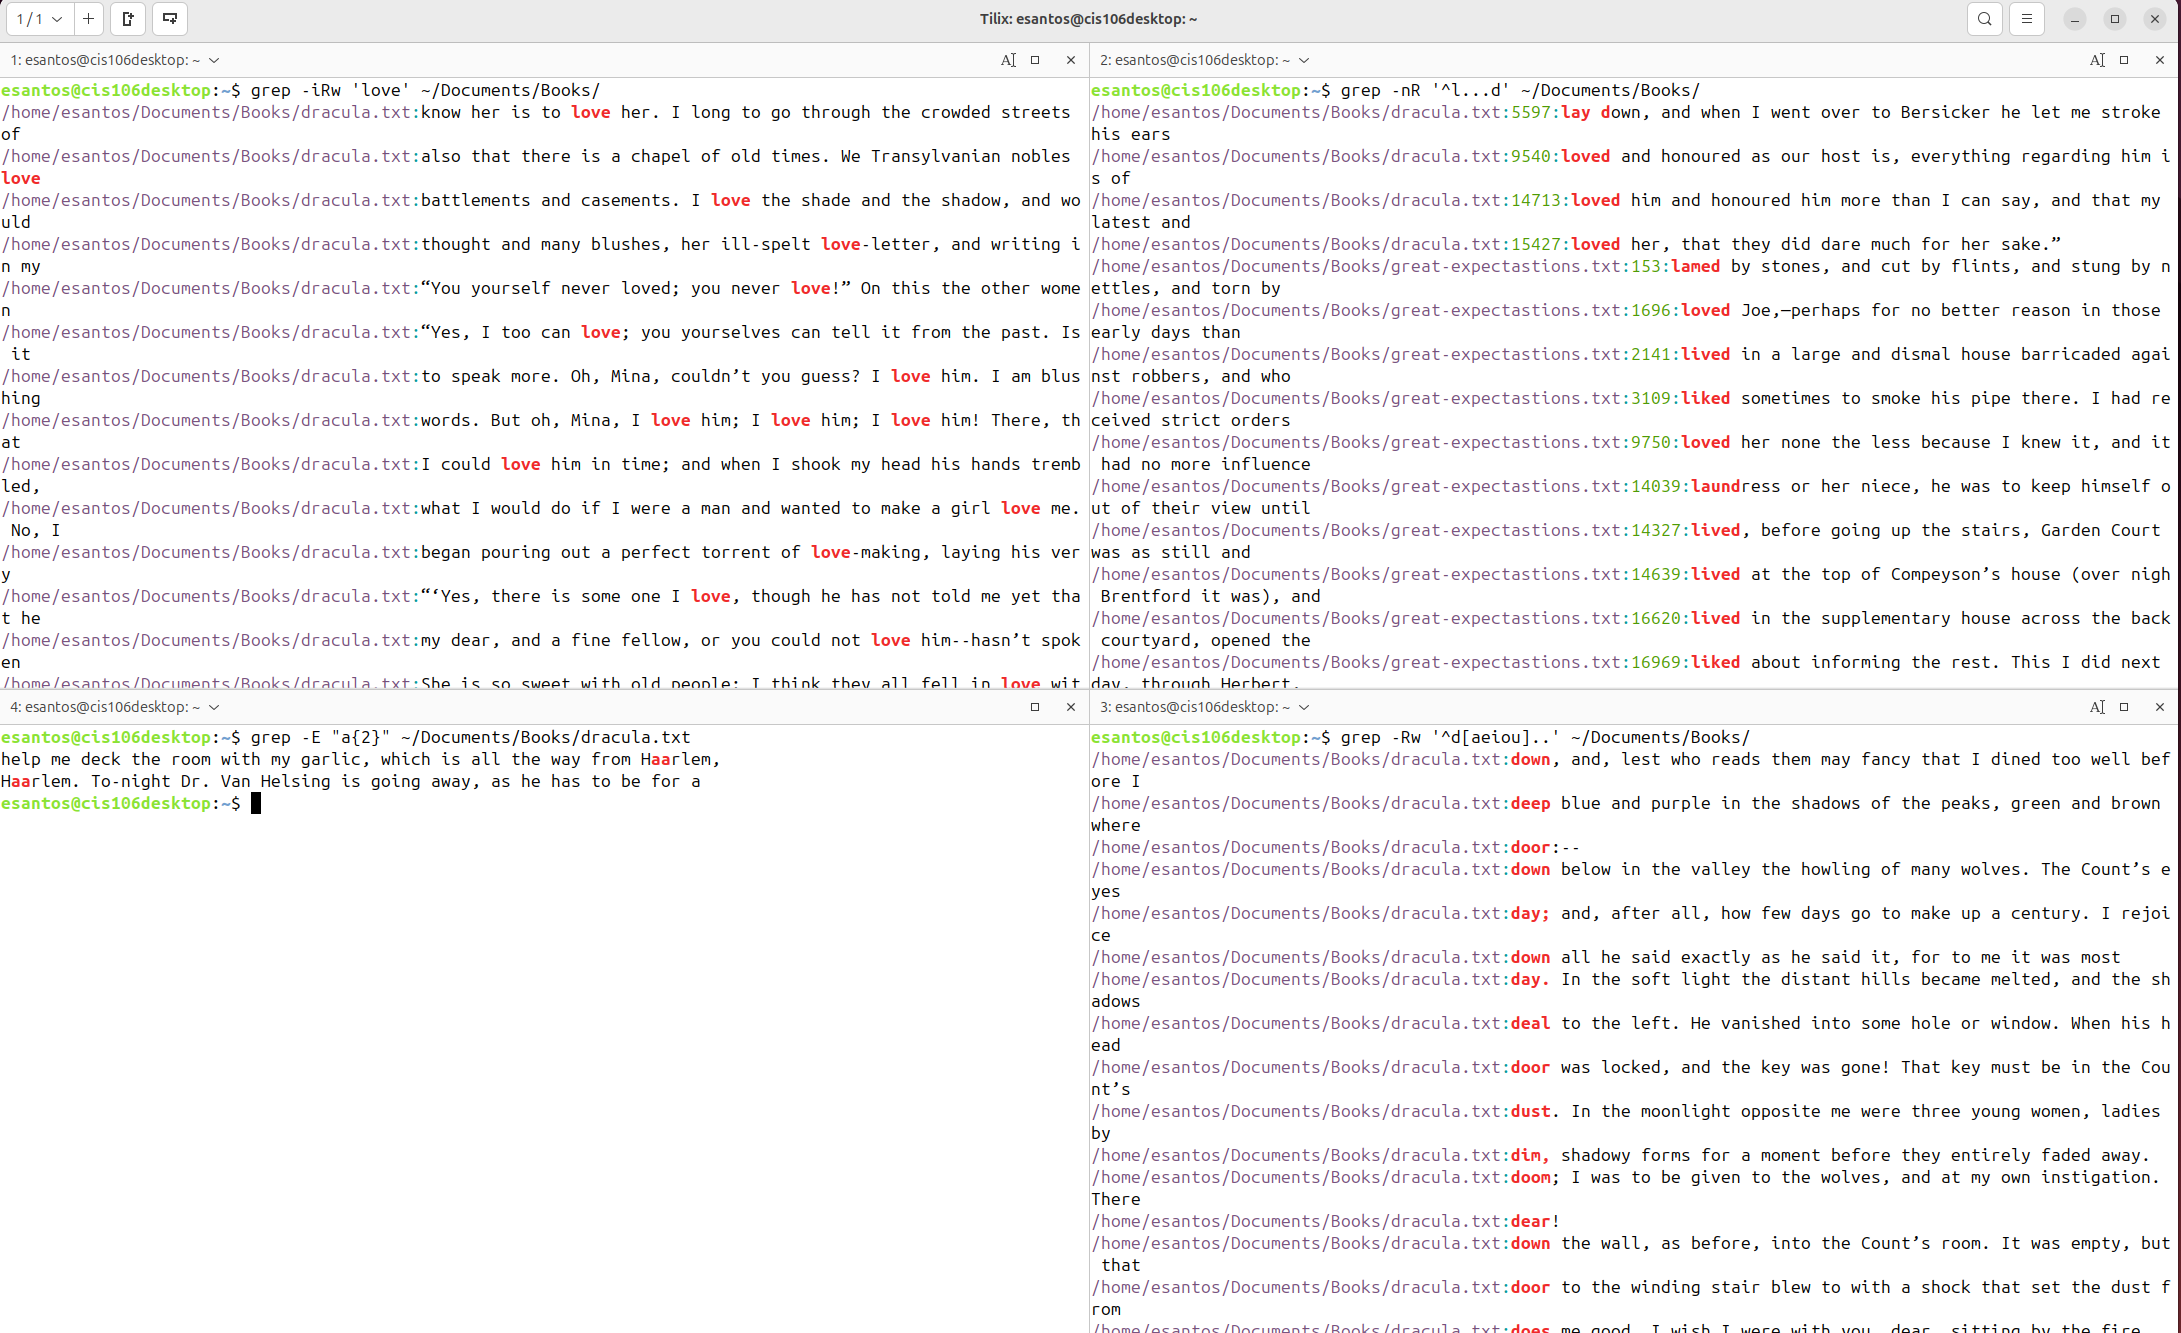 1 / 1
Tilix: esantos@cis106desktop: ~
1: esantos@cis106desktop: ~
esantos@cis106desktop:~$ grep -iRw 'love' ~/Documents/Books/
/home/esantos/Documents/Books/dracula.txt:know her is to love her. I long to go through the crowded streets
of
/home/esantos/Documents/Books/dracula.txt:also that there is a chapel of old times. We Transylvanian nobles
love
/home/esantos/Documents/Books/dracula.txt:battlements and casements. I love the shade and the shadow, and wo
uld
/home/esantos/Documents/Books/dracula.txt:thought and many blushes, her ill-spelt love-letter, and writing i
n my
/home/esantos/Documents/Books/dracula.txt:“You yourself never loved; you never love!” On this the other wome
n
/home/esantos/Documents/Books/dracula.txt:“Yes, I too can love; you yourselves can tell it from the past. Is
 it
/home/esantos/Documents/Books/dracula.txt:to speak more. Oh, Mina, couldn’t you guess? I love him. I am blus
hing
/home/esantos/Documents/Books/dracula.txt:words. But oh, Mina, I love him; I love him; I love him! There, th
at
/home/esantos/Documents/Books/dracula.txt:I could love him in time; and when I shook my head his hands tremb
led,
/home/esantos/Documents/Books/dracula.txt:what I would do if I were a man and wanted to make a girl love me.
 No, I
/home/esantos/Documents/Books/dracula.txt:began pouring out a perfect torrent of love-making, laying his ver
y
/home/esantos/Documents/Books/dracula.txt:“‘Yes, there is some one I love, though he has not told me yet tha
t he
/home/esantos/Documents/Books/dracula.txt:my dear, and a fine fellow, or you could not love him--hasn’t spok
en
/home/esantos/Documents/Books/dracula.txt:She is so sweet with old people; I think they all fell in love wit
2: esantos@cis106desktop: ~
esantos@cis106desktop:~$ grep -nR '^l...d' ~/Documents/Books/
/home/esantos/Documents/Books/dracula.txt:5597:lay down, and when I went over to Bersicker he let me stroke
his ears
/home/esantos/Documents/Books/dracula.txt:9540:loved and honoured as our host is, everything regarding him i
s of
/home/esantos/Documents/Books/dracula.txt:14713:loved him and honoured him more than I can say, and that my
latest and
/home/esantos/Documents/Books/dracula.txt:15427:loved her, that they did dare much for her sake.”
/home/esantos/Documents/Books/great-expectastions.txt:153:lamed by stones, and cut by flints, and stung by n
ettles, and torn by
/home/esantos/Documents/Books/great-expectastions.txt:1696:loved Joe,—perhaps for no better reason in those
early days than
/home/esantos/Documents/Books/great-expectastions.txt:2141:lived in a large and dismal house barricaded agai
nst robbers, and who
/home/esantos/Documents/Books/great-expectastions.txt:3109:liked sometimes to smoke his pipe there. I had re
ceived strict orders
/home/esantos/Documents/Books/great-expectastions.txt:9750:loved her none the less because I knew it, and it
 had no more influence
/home/esantos/Documents/Books/great-expectastions.txt:14039:laundress or her niece, he was to keep himself o
ut of their view until
/home/esantos/Documents/Books/great-expectastions.txt:14327:lived, before going up the stairs, Garden Court
was as still and
/home/esantos/Documents/Books/great-expectastions.txt:14639:lived at the top of Compeyson’s house (over nigh
 Brentford it was), and
/home/esantos/Documents/Books/great-expectastions.txt:16620:lived in the supplementary house across the back
 courtyard, opened the
/home/esantos/Documents/Books/great-expectastions.txt:16969:liked about informing the rest. This I did next
day, through Herbert.
4: esantos@cis106desktop: ~
esantos@cis106desktop:~$ grep -E "a{2}" ~/Documents/Books/dracula.txt
help me deck the room with my garlic, which is all the way from Haarlem,
Haarlem. To-night Dr. Van Helsing is going away, as he has to be for a
esantos@cis106desktop:~$
3: esantos@cis106desktop: ~
esantos@cis106desktop:~$ grep -Rw '^d[aeiou]..' ~/Documents/Books/
/home/esantos/Documents/Books/dracula.txt:down, and, lest who reads them may fancy that I dined too well bef
ore I
/home/esantos/Documents/Books/dracula.txt:deep blue and purple in the shadows of the peaks, green and brown
where
/home/esantos/Documents/Books/dracula.txt:door:--
/home/esantos/Documents/Books/dracula.txt:down below in the valley the howling of many wolves. The Count’s e
yes
/home/esantos/Documents/Books/dracula.txt:day; and, after all, how few days go to make up a century. I rejoi
ce
/home/esantos/Documents/Books/dracula.txt:down all he said exactly as he said it, for to me it was most
/home/esantos/Documents/Books/dracula.txt:day. In the soft light the distant hills became melted, and the sh
adows
/home/esantos/Documents/Books/dracula.txt:deal to the left. He vanished into some hole or window. When his h
ead
/home/esantos/Documents/Books/dracula.txt:door was locked, and the key was gone! That key must be in the Cou
nt’s
/home/esantos/Documents/Books/dracula.txt:dust. In the moonlight opposite me were three young women, ladies
by
/home/esantos/Documents/Books/dracula.txt:dim, shadowy forms for a moment before they entirely faded away.
/home/esantos/Documents/Books/dracula.txt:doom; I was to be given to the wolves, and at my own instigation.
There
/home/esantos/Documents/Books/dracula.txt:dear!
/home/esantos/Documents/Books/dracula.txt:down the wall, as before, into the Count’s room. It was empty, but
 that
/home/esantos/Documents/Books/dracula.txt:door to the winding stair blew to with a shock that set the dust f
rom
/home/esantos/Documents/Books/dracula.txt:does me good. I wish I were with you, dear, sitting by the fire